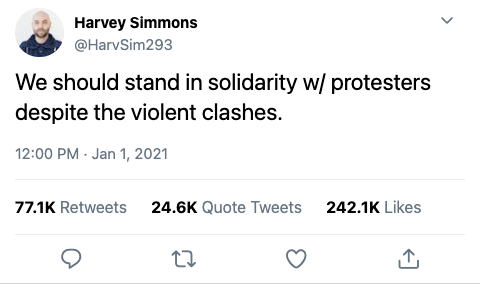 Harvey Simmons
@HarvSim293
We should stand in solidarity w/ protesters
despite the violent clashes.
12:00 PM · Jan 1, 2021
77.1K Retweets 24.6K Quote Tweets 242.1K Likes